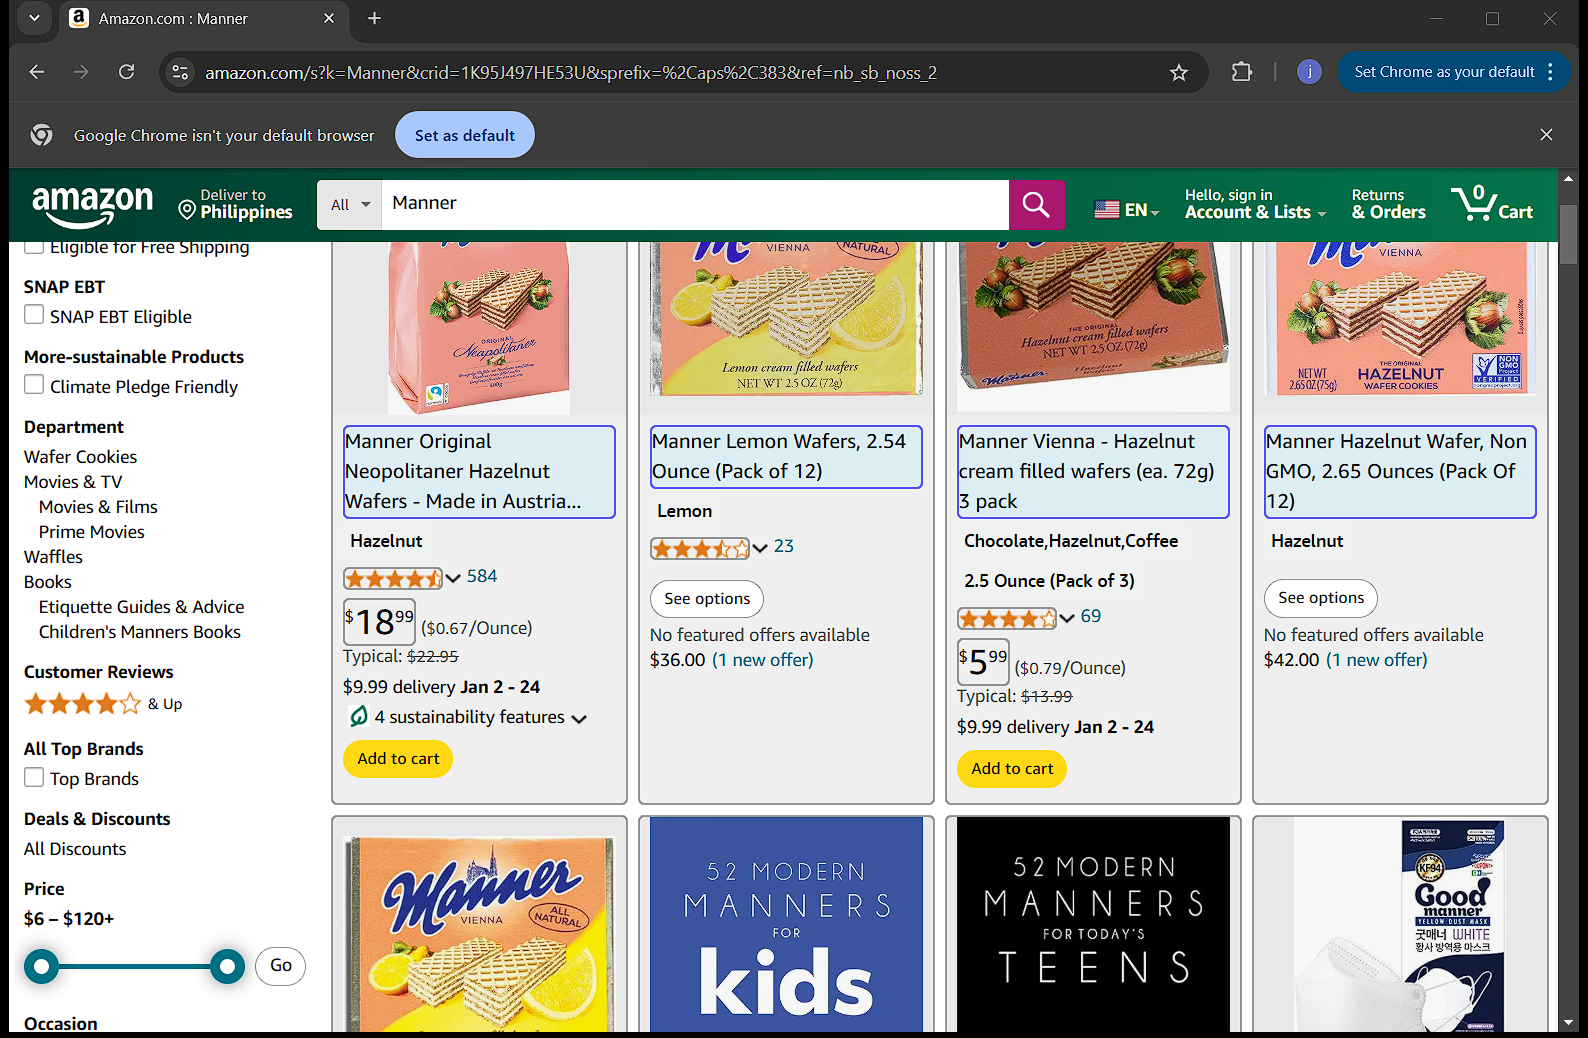 Amazon.com : Manner
amazon.com/s?k=Manner&crid=1K95J497HE53U&sprefix=%2Caps%2C383&ref=nb_sb_noss_2
j
Set Chrome as your default
Google Chrome isn't your default browser
Set as default
amazon
Deliver to
Philippines
All
Manner
EN
Hello, sign in
Account & Lists
Returns
& Orders
0
Cart
Eligible for Free Shipping
SNAP EBT
SNAP EBT Eligible
More-sustainable Products
Climate Pledge Friendly
Department
Wafer Cookies
Movies & TV
Movies & Films
Prime Movies
Waffles
Books
Etiquette Guides & Advice
Children's Manners Books
Customer Reviews
& Up
All Top Brands
Top Brands
Deals & Discounts
All Discounts
Price
$6 – $120+
Go
Occasion
ORIGINAL
Neapolitaner
400g
Manner Original
Neopolitaner Hazelnut
Wafers - Made in Austria...
Hazelnut
584
$18 99 ($0.67/Ounce)
Typical: $22.95
$9.99 delivery Jan 2 - 24
4 sustainability features
Add to cart
VIENNA
NATURAL
Lemon cream filled wafers
NET WT 2.5 OZ (72g)
Manner Lemon Wafers, 2.54
Ounce (Pack of 12)
Lemon
23
See options
No featured offers available
$36.00 (1 new offer)
THE ORIGINAL
Hazelnut cream filled wafers
NET WT 2.5 OZ (72g)
Manner
Hazelnut cream filled wafers
Manner Vienna - Hazelnut
cream filled wafers (ea. 72g)
3 pack
Chocolate,Hazelnut,Coffee
2.5 Ounce (Pack of 3)
69
$5 99 ($0.79/Ounce)
Typical: $13.99
$9.99 delivery Jan 2 - 24
Add to cart
Manner
VIENNA
NET WT
2.65 OZ (75g)
THE ORIGINAL
HAZELNUT
WAFER COOKIES
NON
GMO
Project
VERIFIED
nongmoproject.org
Manner Hazelnut Wafer, Non
GMO, 2.65 Ounces (Pack Of
12)
Hazelnut
See options
No featured offers available
$42.00 (1 new offer)
Manner
VIENNA
ALL
NATURAL
52 MODERN
MANNERS
FOR
kids
52 MODERN
MANNERS
FOR TODAY'S
TEENS
KF94
Good
manner
YELLOW DUST MASK
굿매너 WHITE
황사 방역용 마스크